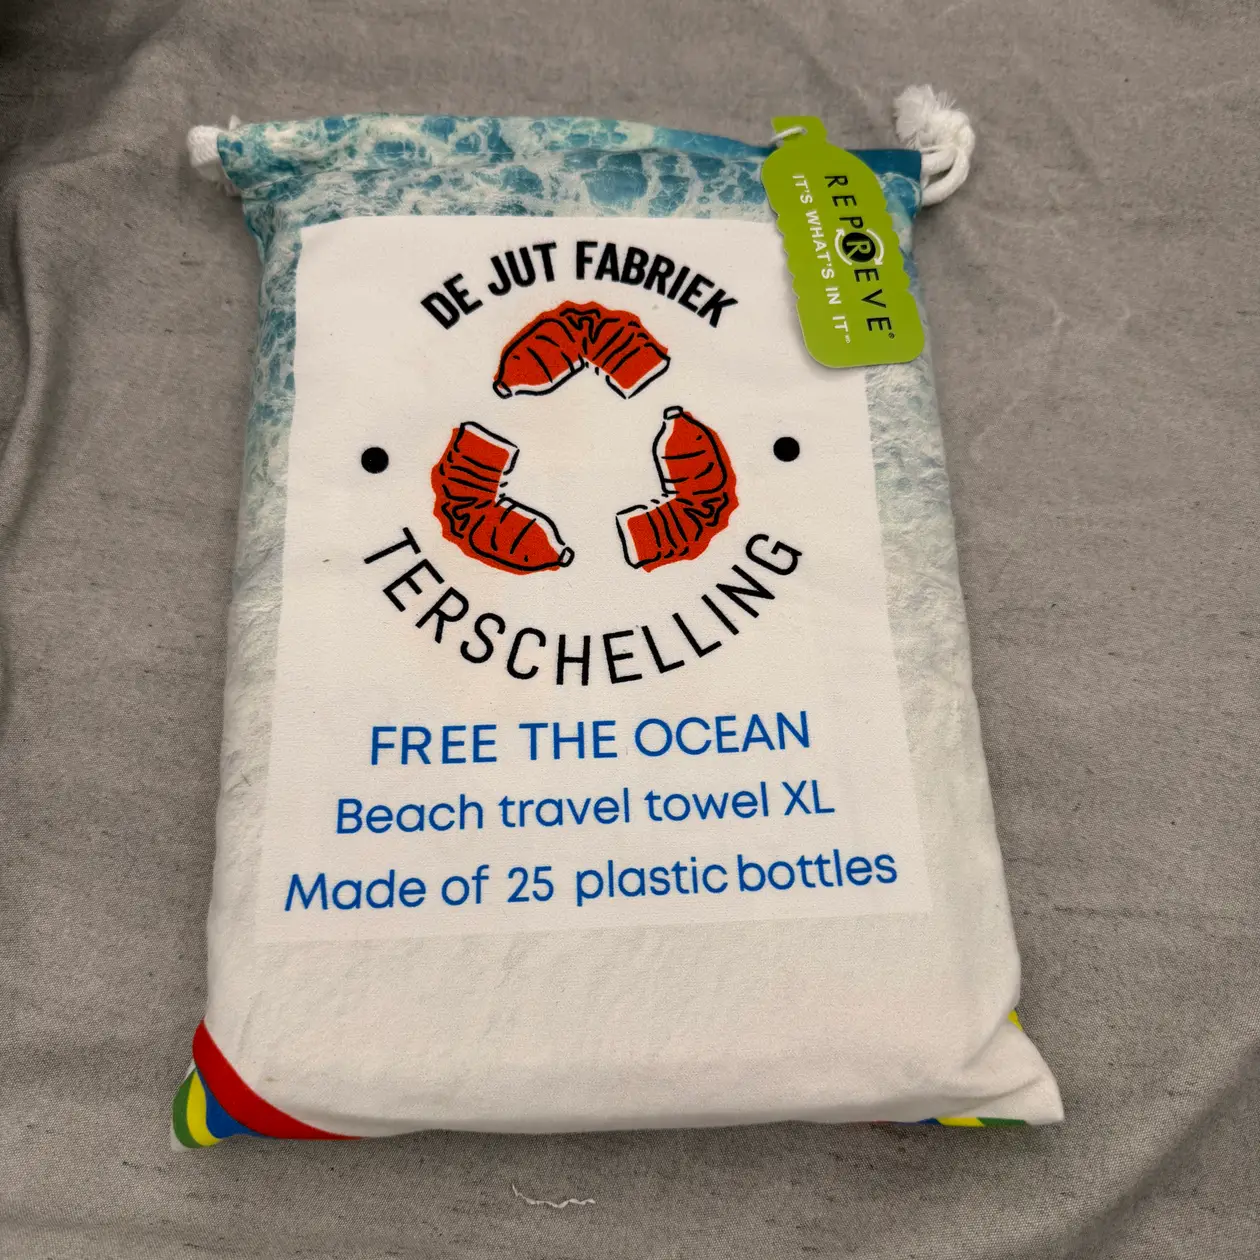 DE JUT FABRIEK
TERSCHELLING
FREE THE OCEAN
Beach travel towel XL
Made of 25 plastic bottles
REPREVE®
IT'S WHAT'S IN IT™